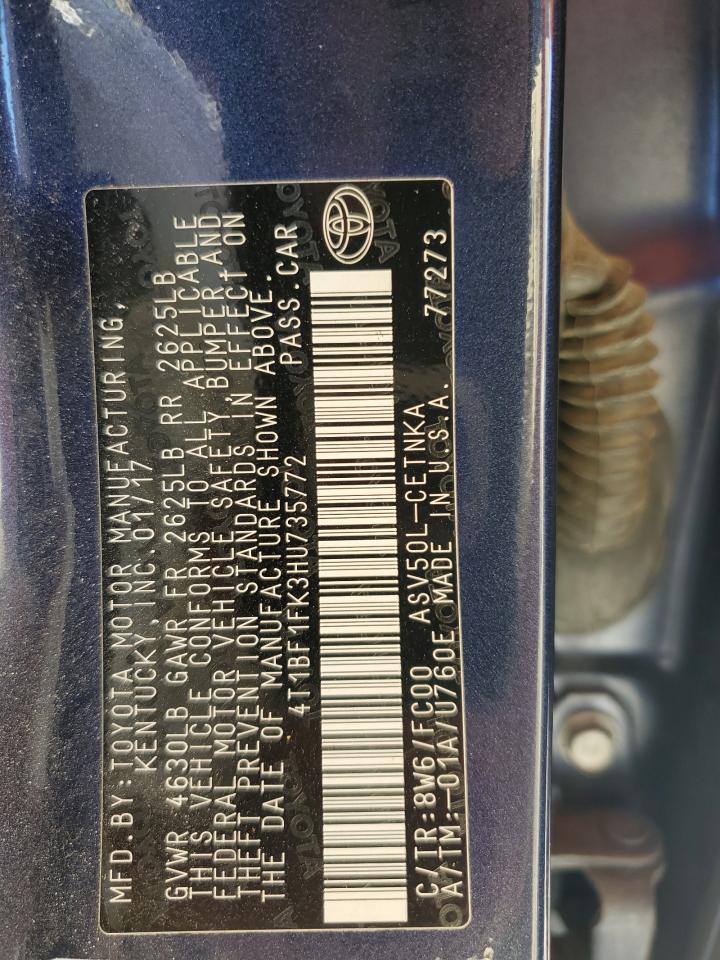 MFD.BY:TOYOTA MOTOR MANUFACTURING,
KENTUCKY,INC.01/17
GVWR 4630LB GAWR FR 2625LB RR 2625LB
THIS VEHICLE CONFORMS TO ALL APPLICABLE
FEDERAL MOTOR VEHICLE SAFETY,BUMPER,AND
THEFT PREVENTION STANDARDS IN EFFECT ON
THE DATE OF MANUFACTURE SHOWN ABOVE.
4T1BF1FK3HU735772 PASS.CAR
C/TR:8W6/FC00 ASV50L-CETNKA
A/TM:-01A/U760E MADE IN U.S.A. 77273